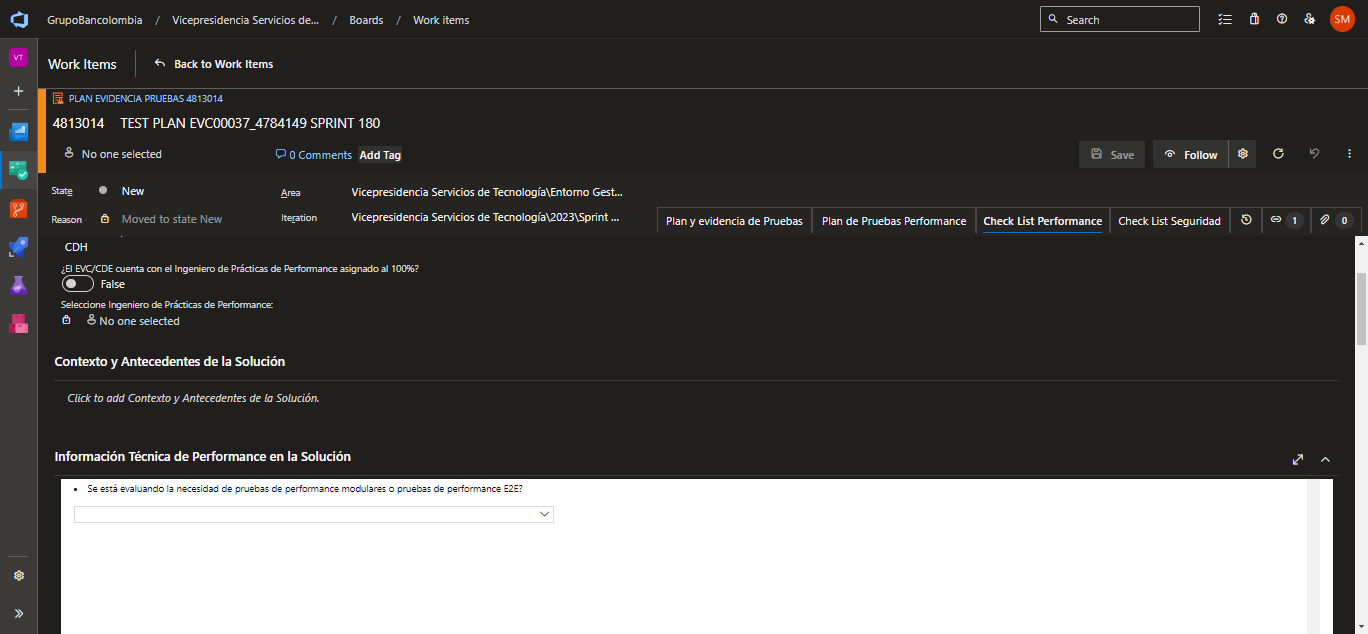 GrupoBancolombia / Vicepresidencia Servicios de... / Boards / Work items
Search
SM
VT
Work Items
Back to Work Items
PLAN EVIDENCIA PRUEBAS 4813014
4813014 TEST PLAN EVC00037_4784149 SPRINT 180
No one selected
0 Comments
Add Tag
Save
Follow
State
New
Area
Vicepresidencia Servicios de Tecnología\Entorno Gest...
Reason
Moved to state New
Iteration
Vicepresidencia Servicios de Tecnología\2023\Sprint ...
Plan y evidencia de Pruebas
Plan de Pruebas Performance
Check List Performance
Check List Seguridad
1
0
CDH
¿El EVC/CDE cuenta con el Ingeniero de Prácticas de Performance asignado al 100%?
False
Seleccione Ingeniero de Prácticas de Performance:
No one selected
Contexto y Antecedentes de la Solución
Click to add Contexto y Antecedentes de la Solución.
Información Técnica de Performance en la Solución
• Se está evaluando la necesidad de pruebas de performance modulares o pruebas de performance E2E?